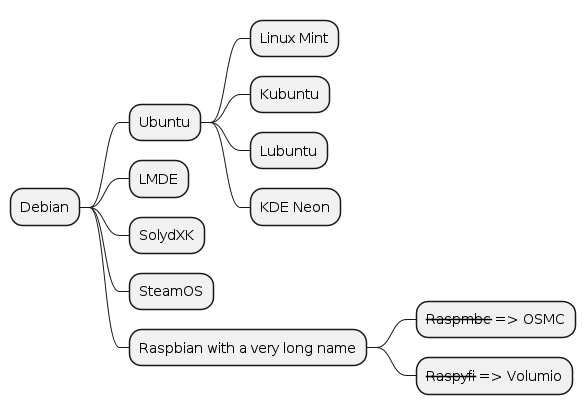 Debian
Ubuntu
Linux Mint
Kubuntu
Lubuntu
KDE Neon
LMDE
SolydXK
SteamOS
Raspbian with a very long name
Raspmbc => OSMC
Raspyfi => Volumio